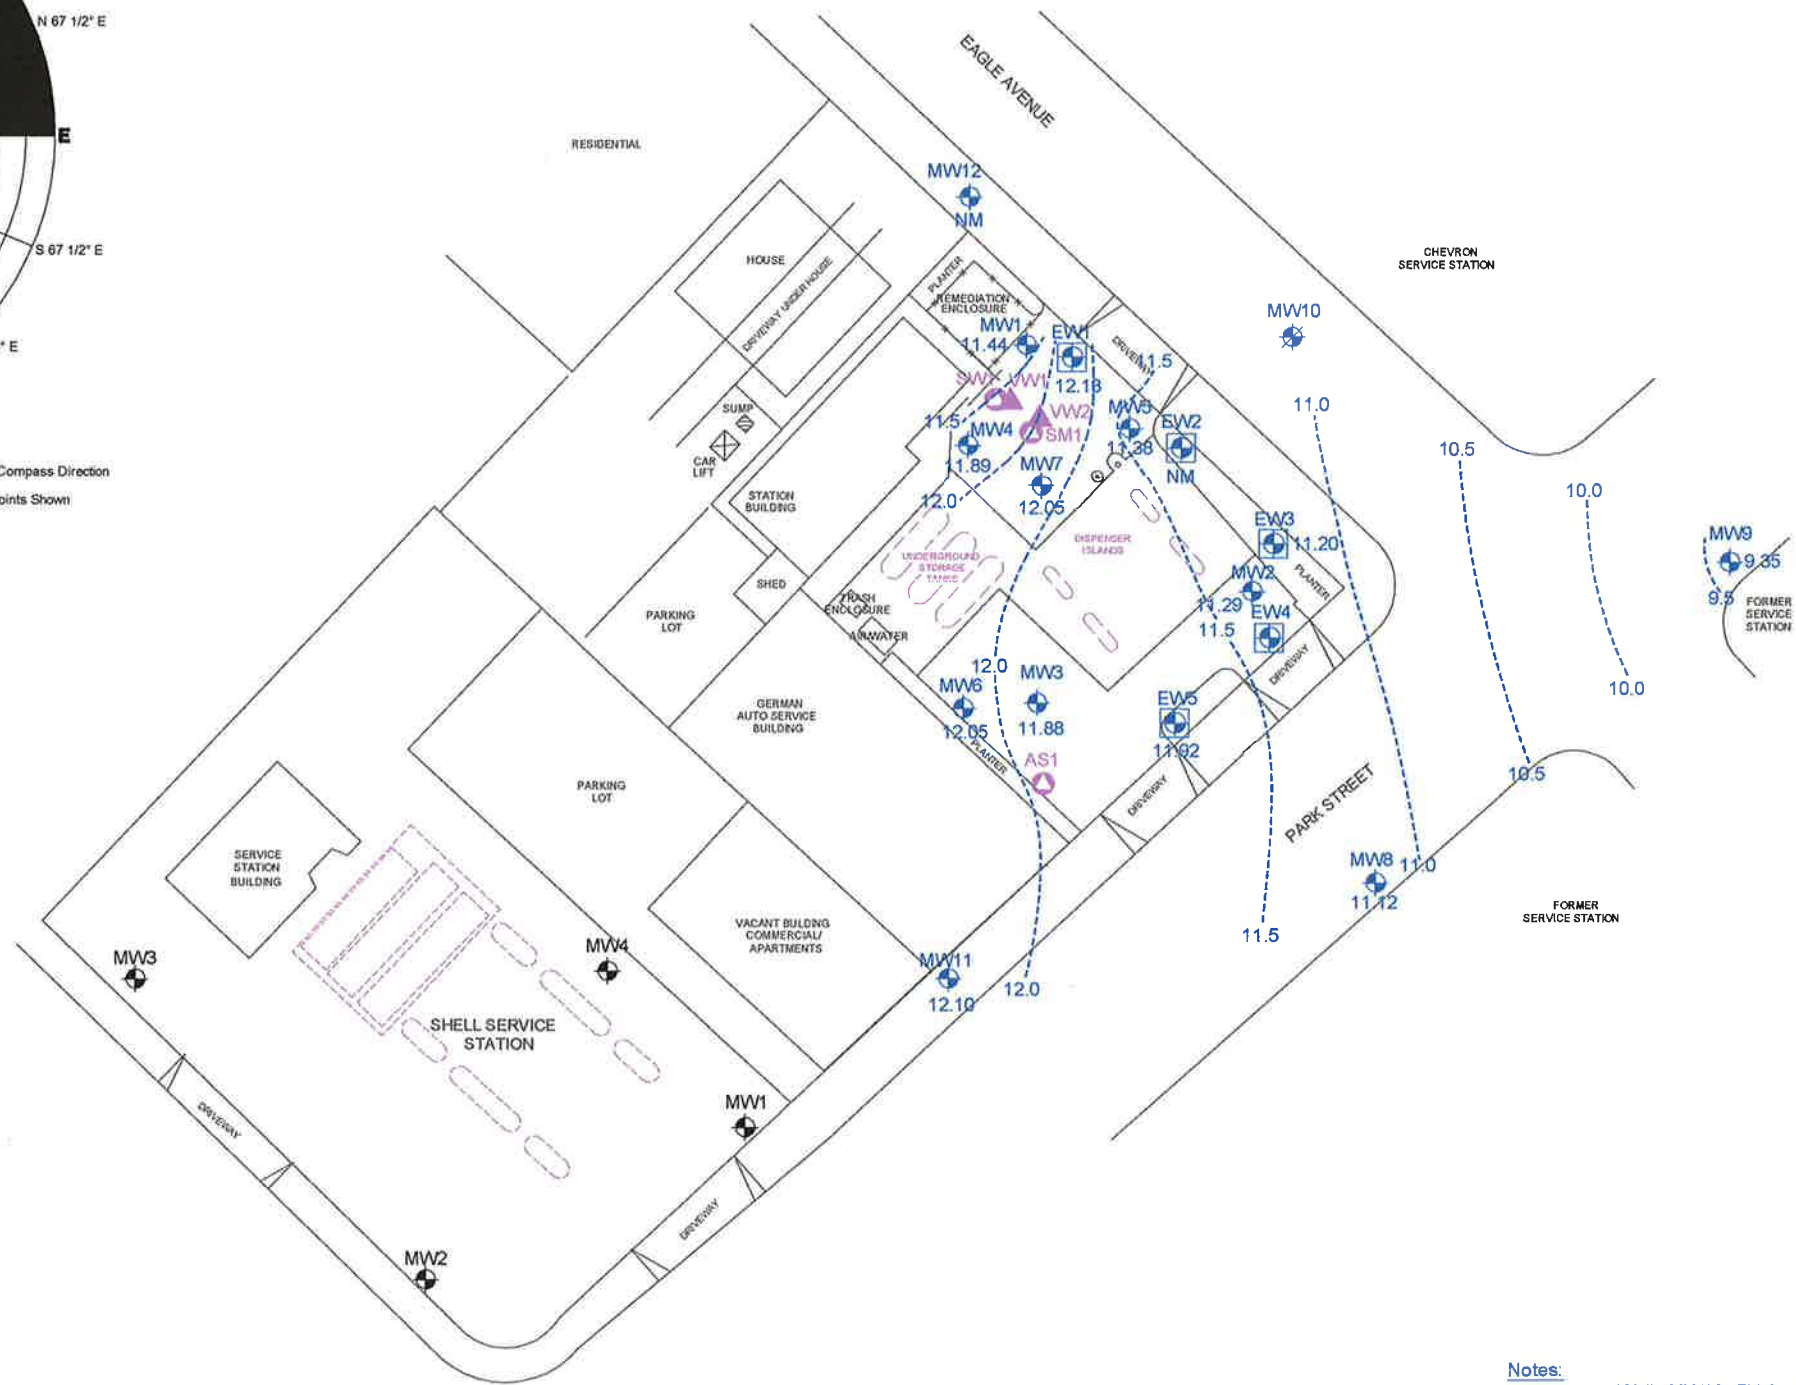 N 67 1/2° E
E
S 67 1/2° E
° E
Compass Direction
oints Shown
EAGLE AVENUE
RESIDENTIAL
MW12
NM
CHEVRON
SERVICE STATION
HOUSE
DRIVEWAY UNDER HOUSE
PLANTER
REMEDIATION
ENCLOSURE
MW10
MW1
11.44
EW1
12.13
DRIVEWAY
11.5
SW1
VW1
VW2
SM1
11.0
SUMP
CAR
LIFT
11.5
MW4
11.89
MW5
11.38
EW2
NM
10.5
10.0
MW7
12.05
12.0
STATION
BUILDING
UNDERGROUND
STORAGE
TANKS
DISPENSER
ISLANDS
EW3
11.20
MW9
9.35
9.5
FORMER
SERVICE
STATION
MW2
11.29
PLANTER
SHED
TRASH
ENCLOSURE
AIR/WATER
PARKING
LOT
EW4
11.5
DRIVEWAY
12.0
MW6
12.05
MW3
11.88
EW5
11.92
10.0
GERMAN
AUTO SERVICE
BUILDING
PLANTER
AS1
DRIVEWAY
PARK STREET
10.5
PARKING
LOT
SERVICE
STATION
BUILDING
MW8
11.12
11.0
FORMER
SERVICE STATION
VACANT BULDING
COMMERCIAL/
APARTMENTS
11.5
MW3
MW4
MW11
12.10
12.0
SHELL SERVICE
STATION
MW1
DRIVEWAY
DRIVEWAY
MW2
Notes: